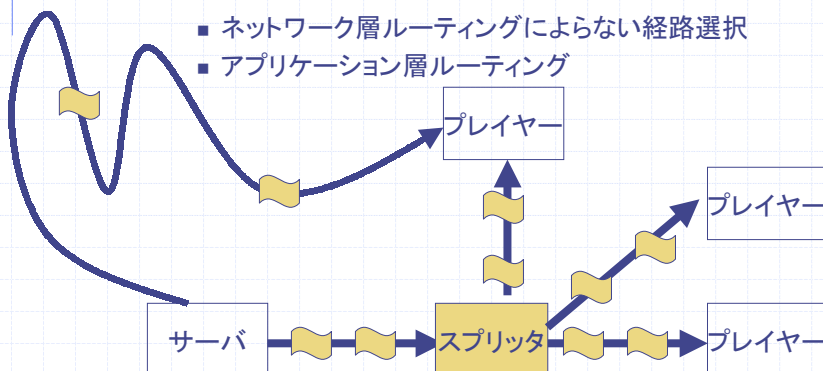 ネットワーク層ルーティングによらない経路選択
アプリケーション層ルーティング
プレイヤー
プレイヤー
サーバ
スプリッタ
プレイヤー